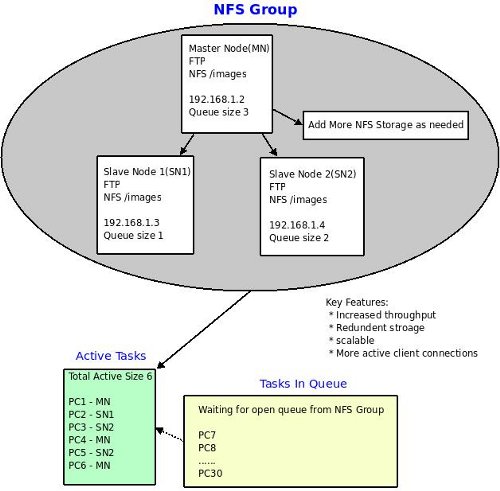 NFS Group
Master Node(MN)
FTP
NFS /images
192.168.1.2
Queue size 3
Add More NFS Storage as needed
Slave Node 1(SN1)
FTP
NFS /images
192.168.1.3
Queue size 1
Slave Node 2(SN2)
FTP
NFS /images
192.168.1.4
Queue size 2
Key Features:
* Increased throughput
* Redundent stroage
* scalable
* More active client connections
Active Tasks
Total Active Size 6
PC1 - MN
PC2 - SN1
PC3 - SN2
PC4 - MN
PC5 - SN2
PC6 - MN
Tasks In Queue
Waiting for open queue from NFS Group
PC7
PC8
......
PC30